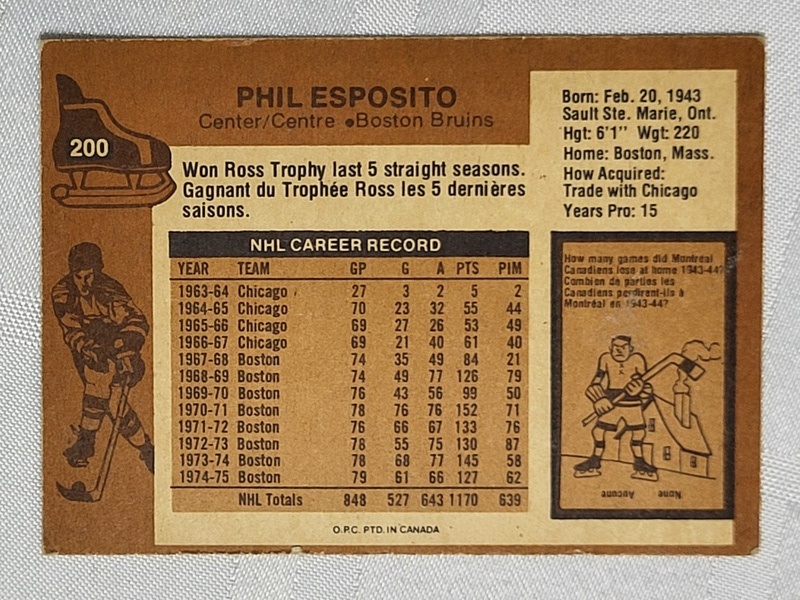 PHIL ESPOSITO
Center/Centre •Boston Bruins
200
Won Ross Trophy last 5 straight seasons.
Gagnant du Trophée Ross les 5 dernières
saisons.
Born: Feb. 20, 1943
Sault Ste. Marie, Ont.
Hgt: 6'1" Wgt: 220
Home: Boston, Mass.
How Acquired:
Trade with Chicago
Years Pro: 15
NHL CAREER RECORD
YEAR TEAM GP G A PTS PIM
1963-64 Chicago 27 3 2 5 2
1964-65 Chicago 70 23 32 55 44
1965-66 Chicago 69 27 26 53 49
1966-67 Chicago 69 21 40 61 40
1967-68 Boston 74 35 49 84 21
1968-69 Boston 74 49 77 126 79
1969-70 Boston 76 43 56 99 50
1970-71 Boston 78 76 76 152 71
1971-72 Boston 76 66 67 133 76
1972-73 Boston 78 55 75 130 87
1973-74 Boston 78 68 77 145 58
1974-75 Boston 79 61 66 127 62
NHL Totals 848 527 643 1170 639
How many games did Montreal
Canadiens lose at home 1943-44?
Combien de parties les
Canadiens perdirent-ils à
Montréal en 1943-44?
None
Aucune
O.P.C. PTD. IN CANADA